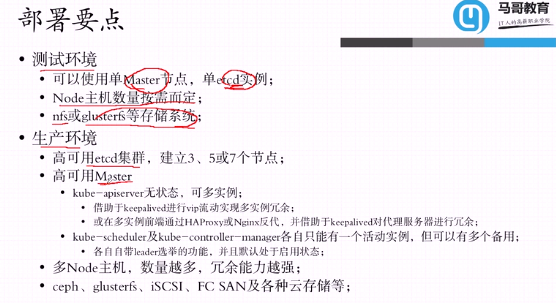 部署要点
马哥教育
IT人的高薪职业学院
• 测试环境
• 可以使用单Master节点，单etcd实例；
• Node主机数量按需而定；
• nfs或glusterfs等存储系统；
• 生产环境
• 高可用etcd集群，建立3、5或7个节点；
• 高可用Master
• kube-apiserver无状态，可多实例；
• 借助于keepalived进行vip流动实现多实例冗余；
• 或在多实例前端通过HAProxy或Nginx反代，并借助于keepalived对代理服务器进行冗余；
• kube-scheduler及kube-controller-manager各自只能有一个活动实例，但可以有多个备用；
• 各自自带leader选举的功能，并且默认处于启用状态；
• 多Node主机，数量越多，冗余能力越强；
• ceph、glusterfs、iSCSI、FC SAN及各种云存储等；